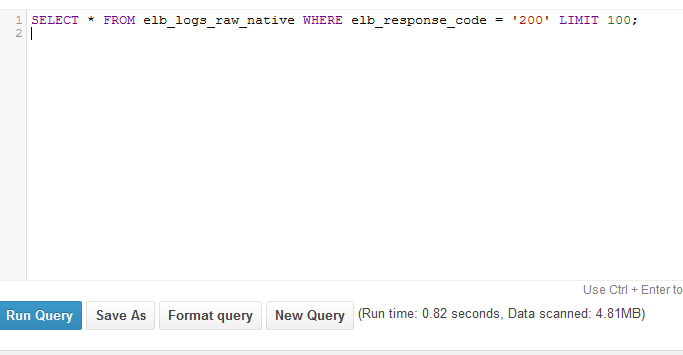 1 SELECT * FROM elb_logs_raw_native WHERE elb_response_code = '200' LIMIT 100;
2
Use Ctrl + Enter to
Run Query Save As Format query New Query (Run time: 0.82 seconds, Data scanned: 4.81MB)